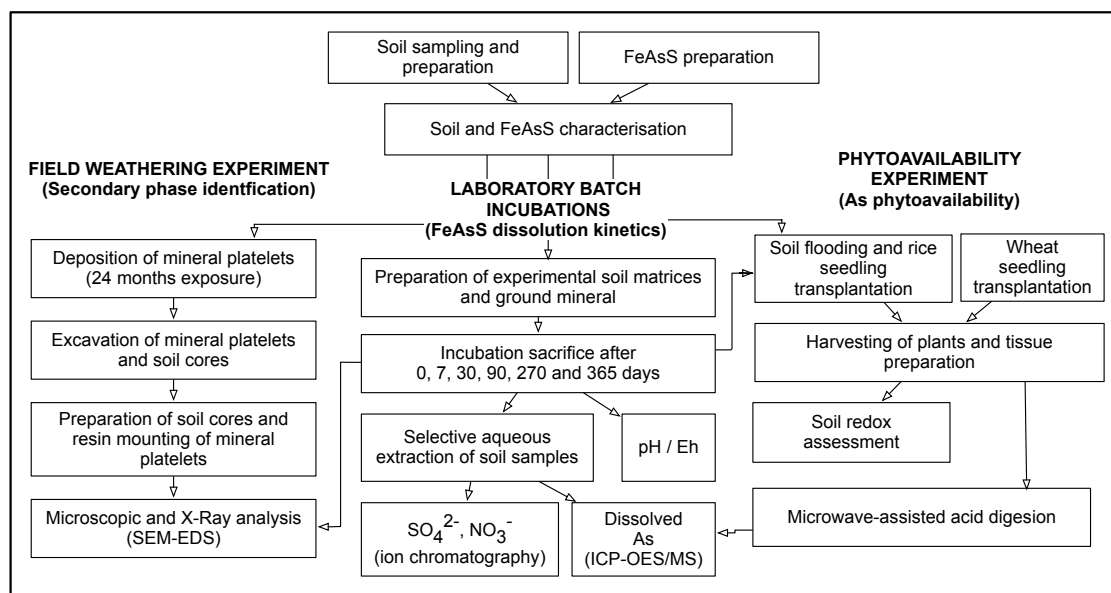 Soil sampling and
preparation
FeAsS preparation
Soil and FeAsS characterisation
FIELD WEATHERING EXPERIMENT
(Secondary phase identfication)
LABORATORY BATCH
INCUBATIONS
(FeAsS dissolution kinetics)
PHYTOAVAILABILITY
EXPERIMENT
(As phytoavailability)
Deposition of mineral platelets
(24 months exposure)
Preparation of experimental soil matrices
and ground mineral
Soil flooding and rice
seedling
transplantation
Wheat
seedling
transplantation
Excavation of mineral platelets
and soil cores
Incubation sacrifice after
0, 7, 30, 90, 270 and 365 days
Harvesting of plants and tissue
preparation
Preparation of soil cores and
resin mounting of mineral
platelets
Selective aqueous
extraction of soil samples
pH / Eh
Soil redox
assessment
Microscopic and X-Ray analysis
(SEM-EDS)
SO₄²⁻, NO₃⁻
(ion chromatography)
Dissolved
As
(ICP-OES/MS)
Microwave-assisted acid digesion